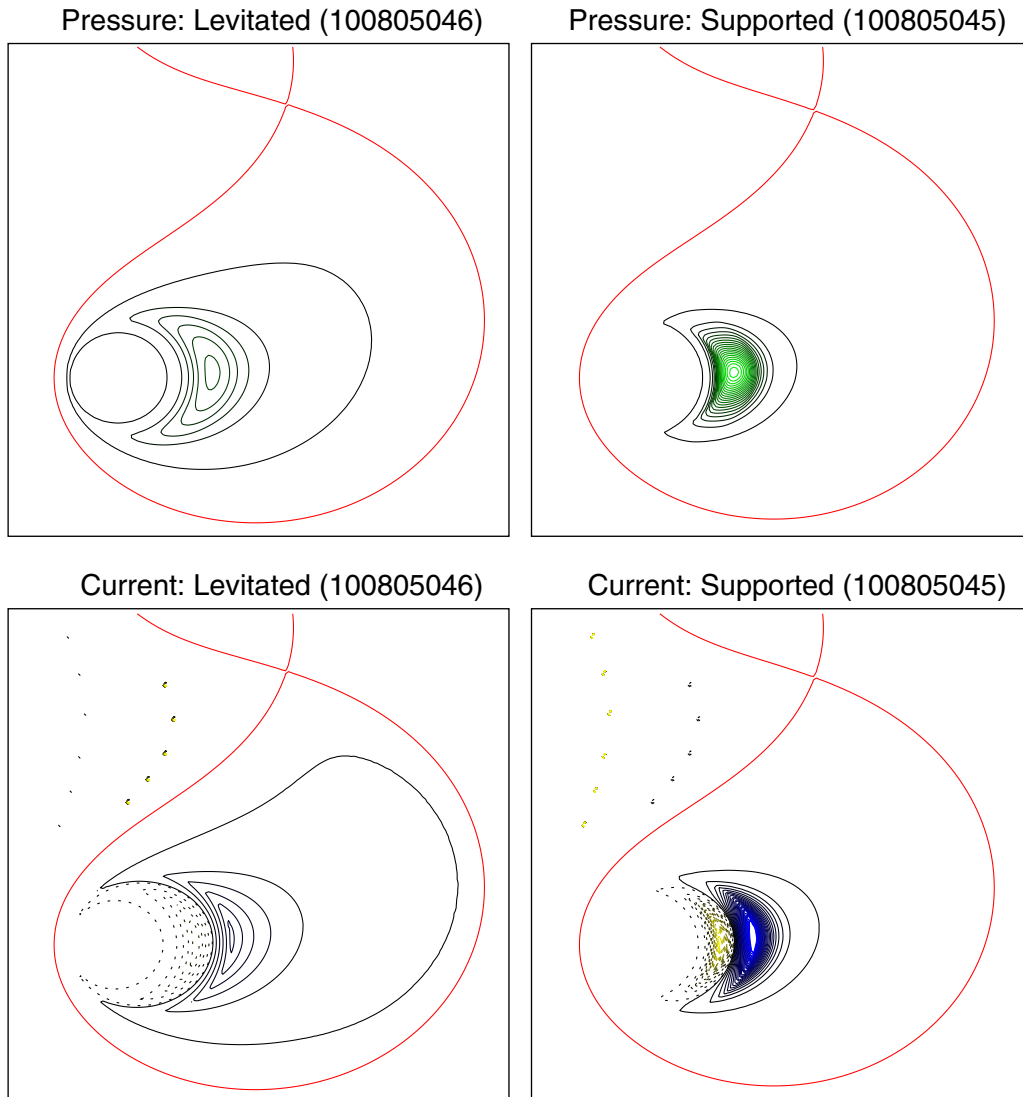 Pressure: Levitated (100805046)
Pressure: Supported (100805045)
Current: Levitated (100805046)
Current: Supported (100805045)